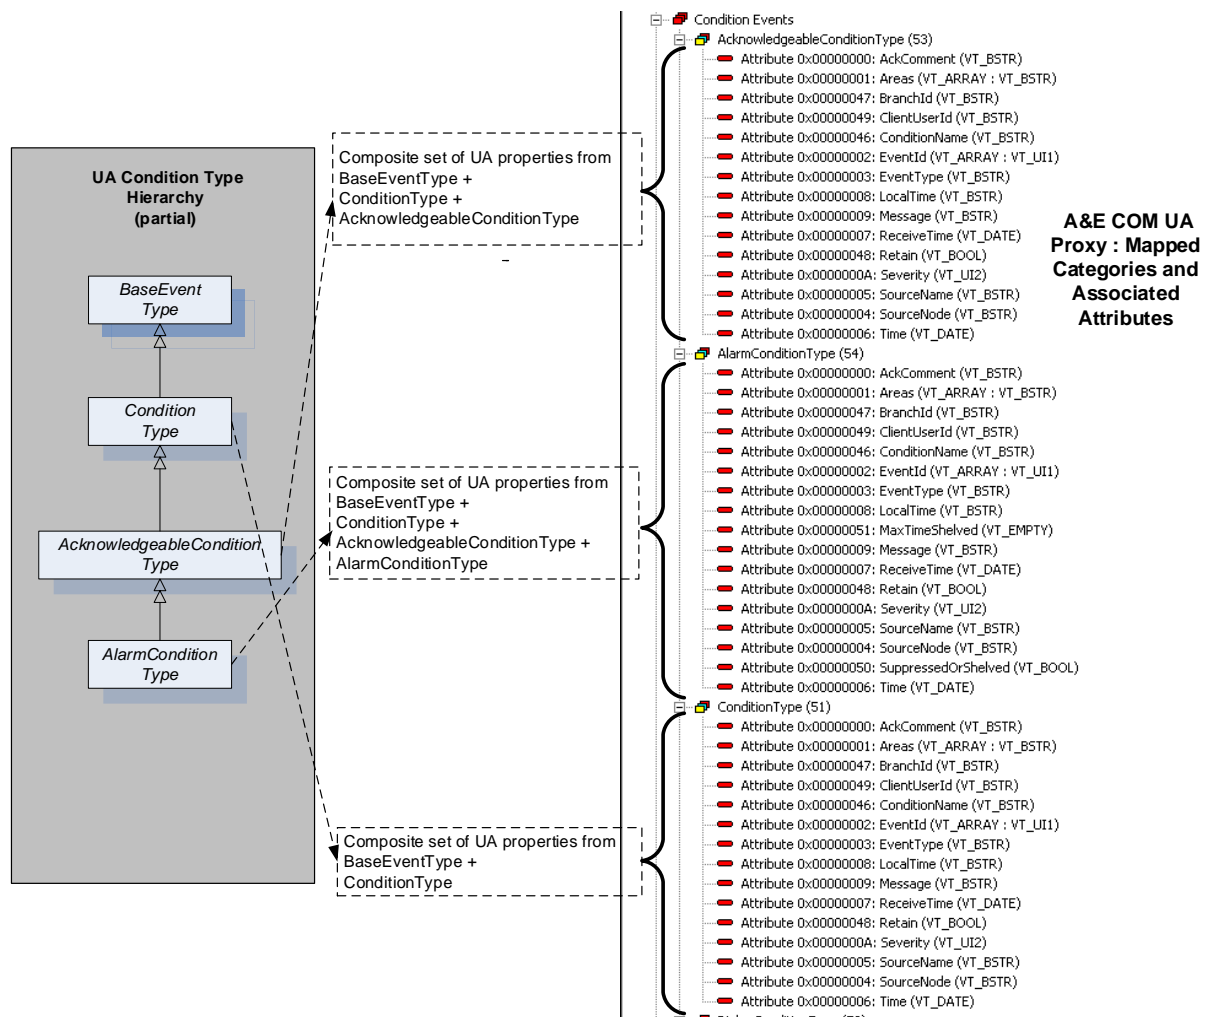 UA Condition Type
Hierarchy
(partial)
BaseEvent
Type
Condition
Type
AcknowledgeableCondition
Type
AlarmCondition
Type
Composite set of UA properties from
BaseEventType +
ConditionType +
AcknowledgeableConditionType
Composite set of UA properties from
BaseEventType +
ConditionType +
AcknowledgeableConditionType +
AlarmConditionType
Composite set of UA properties from
BaseEventType +
ConditionType
Condition Events
AcknowledgeableConditionType (53)
Attribute 0x00000000: AckComment (VT_BSTR)
Attribute 0x00000001: Areas (VT_ARRAY : VT_BSTR)
Attribute 0x00000047: BranchId (VT_BSTR)
Attribute 0x00000049: ClientUserId (VT_BSTR)
Attribute 0x00000046: ConditionName (VT_BSTR)
Attribute 0x00000002: EventId (VT_ARRAY : VT_UI1)
Attribute 0x00000003: EventType (VT_BSTR)
Attribute 0x00000008: LocalTime (VT_BSTR)
Attribute 0x00000009: Message (VT_BSTR)
Attribute 0x00000007: ReceiveTime (VT_DATE)
Attribute 0x00000048: Retain (VT_BOOL)
Attribute 0x0000000A: Severity (VT_UI2)
Attribute 0x00000005: SourceName (VT_BSTR)
Attribute 0x00000004: SourceNode (VT_BSTR)
Attribute 0x00000006: Time (VT_DATE)
AlarmConditionType (54)
Attribute 0x00000000: AckComment (VT_BSTR)
Attribute 0x00000001: Areas (VT_ARRAY : VT_BSTR)
Attribute 0x00000047: BranchId (VT_BSTR)
Attribute 0x00000049: ClientUserId (VT_BSTR)
Attribute 0x00000046: ConditionName (VT_BSTR)
Attribute 0x00000002: EventId (VT_ARRAY : VT_UI1)
Attribute 0x00000003: EventType (VT_BSTR)
Attribute 0x00000008: LocalTime (VT_BSTR)
Attribute 0x00000051: MaxTimeShelved (VT_EMPTY)
Attribute 0x00000009: Message (VT_BSTR)
Attribute 0x00000007: ReceiveTime (VT_DATE)
Attribute 0x00000048: Retain (VT_BOOL)
Attribute 0x0000000A: Severity (VT_UI2)
Attribute 0x00000005: SourceName (VT_BSTR)
Attribute 0x00000004: SourceNode (VT_BSTR)
Attribute 0x00000050: SuppressedOrShelved (VT_BOOL)
Attribute 0x00000006: Time (VT_DATE)
ConditionType (51)
Attribute 0x00000000: AckComment (VT_BSTR)
Attribute 0x00000001: Areas (VT_ARRAY : VT_BSTR)
Attribute 0x00000047: BranchId (VT_BSTR)
Attribute 0x00000049: ClientUserId (VT_BSTR)
Attribute 0x00000046: ConditionName (VT_BSTR)
Attribute 0x00000002: EventId (VT_ARRAY : VT_UI1)
Attribute 0x00000003: EventType (VT_BSTR)
Attribute 0x00000008: LocalTime (VT_BSTR)
Attribute 0x00000009: Message (VT_BSTR)
Attribute 0x00000007: ReceiveTime (VT_DATE)
Attribute 0x00000048: Retain (VT_BOOL)
Attribute 0x0000000A: Severity (VT_UI2)
Attribute 0x00000005: SourceName (VT_BSTR)
Attribute 0x00000004: SourceNode (VT_BSTR)
Attribute 0x00000006: Time (VT_DATE)
A&E COM UA
Proxy : Mapped
Categories and
Associated
Attributes